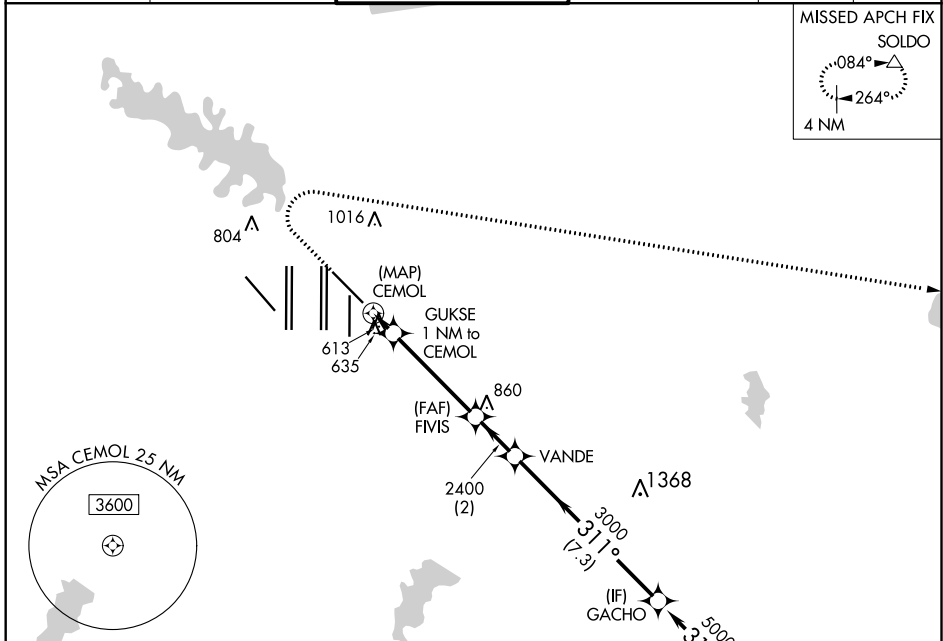 MISSED APCH FIX
SOLDO
084°
264°
4 NM
1016
804
(MAP)
CEMOL
GUKSE
1 NM to
CEMOL
613
635
860
(FAF)
FIVIS
VANDE
2400
(2)
1368
MSA CEMOL 25 NM
3600
3000
311°
(7.3)
(IF)
GACHO
5000